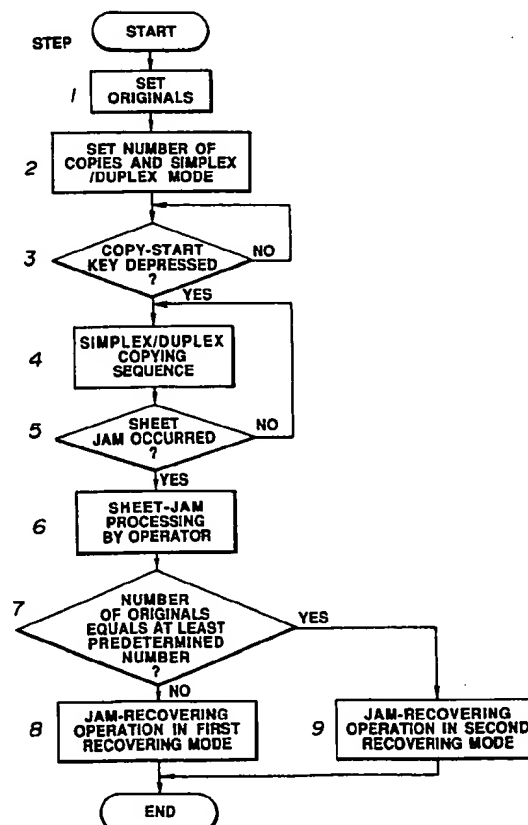 START
STEP
1
SET
ORIGINALS
2
SET NUMBER OF
COPIES AND SIMPLEX
/DUPLEX MODE
3
COPY-START
KEY DEPRESSED
?
NO
YES
4
SIMPLEX/DUPLEX
COPYING
SEQUENCE
5
SHEET
JAM OCCURRED
?
NO
YES
6
SHEET-JAM
PROCESSING
BY OPERATOR
7
NUMBER
OF ORIGINALS
EQUALS AT LEAST
PREDETERMINED
NUMBER
?
YES
NO
8
JAM-RECOVERING
OPERATION IN FIRST
RECOVERING MODE
9
JAM-RECOVERING
OPERATION IN SECOND
RECOVERING MODE
END